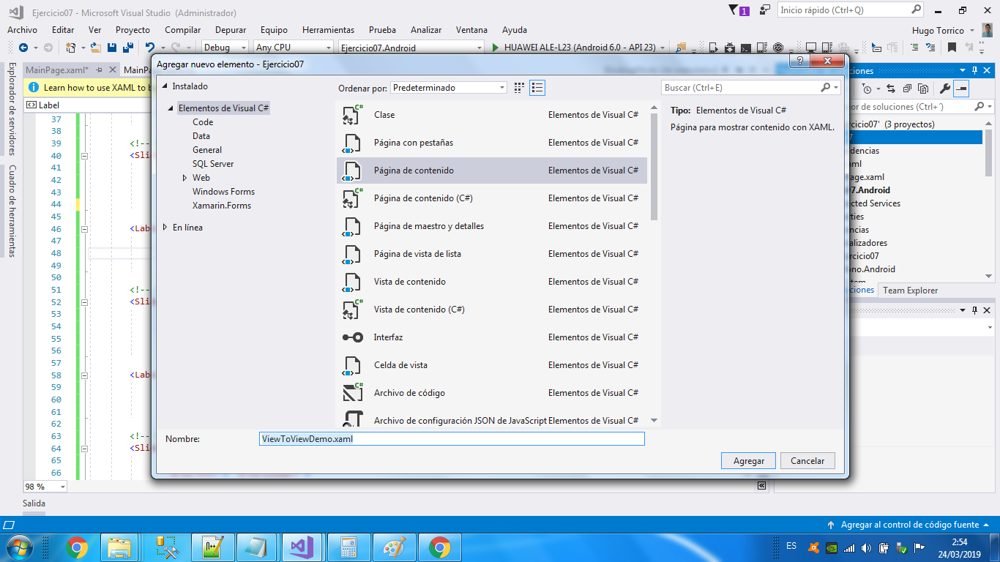 Ejercicio07 - Microsoft Visual Studio (Administrador)
1
Inicio rápido (Ctrl+Q)
Archivo Editar Ver Proyecto Compilar Depurar Equipo Herramientas Prueba Analizar Ventana Ayuda
Hugo Torrico
Debug Any CPU Ejercicio07.Android HUAWEI ALE-L23 (Android 6.0 - API 23)
Explorador de servidores
Cuadro de herramientas
MainPage.xaml*
Learn how to use XAML to
Label
37
38
39 <!--
40 <Sli
41
42
43
44
45
46 <Lab
47
48
49
50
51 <!--
52 <Sli
53
54
55
56
57
58 <Lab
59
60
61
62
63 <!--
64 <Sli
65
66
98 %
Agregar nuevo elemento - Ejercicio07
Instalado
Elementos de Visual C#
Code
Data
General
SQL Server
Web
Windows Forms
Xamarin.Forms
En línea
Ordenar por: Predeterminado
Buscar (Ctrl+E)
Clase Elementos de Visual C#
Página con pestañas Elementos de Visual C#
Página de contenido Elementos de Visual C#
Página de contenido (C#) Elementos de Visual C#
Página de maestro y detalles Elementos de Visual C#
Página de vista de lista Elementos de Visual C#
Vista de contenido Elementos de Visual C#
Vista de contenido (C#) Elementos de Visual C#
Interfaz Elementos de Visual C#
Celda de vista Elementos de Visual C#
Archivo de código Elementos de Visual C#
Archivo de configuración JSON de JavaScript Elementos de Visual C#
Tipo: Elementos de Visual C#
Página para mostrar contenido con XAML.
Nombre: ViewToViewDemo.xaml
Agregar Cancelar
ciones
or de soluciones (Ctrl+´)
rcicio07' (3 proyectos)
7
dencias
aml
age.xaml
07.Android
ected Services
rties
ncias
alizadores
rcicio07
ono.Android
stem
ciones Team Explorer
Salida
Agregar al control de código fuente
ES
2:54
24/03/2019